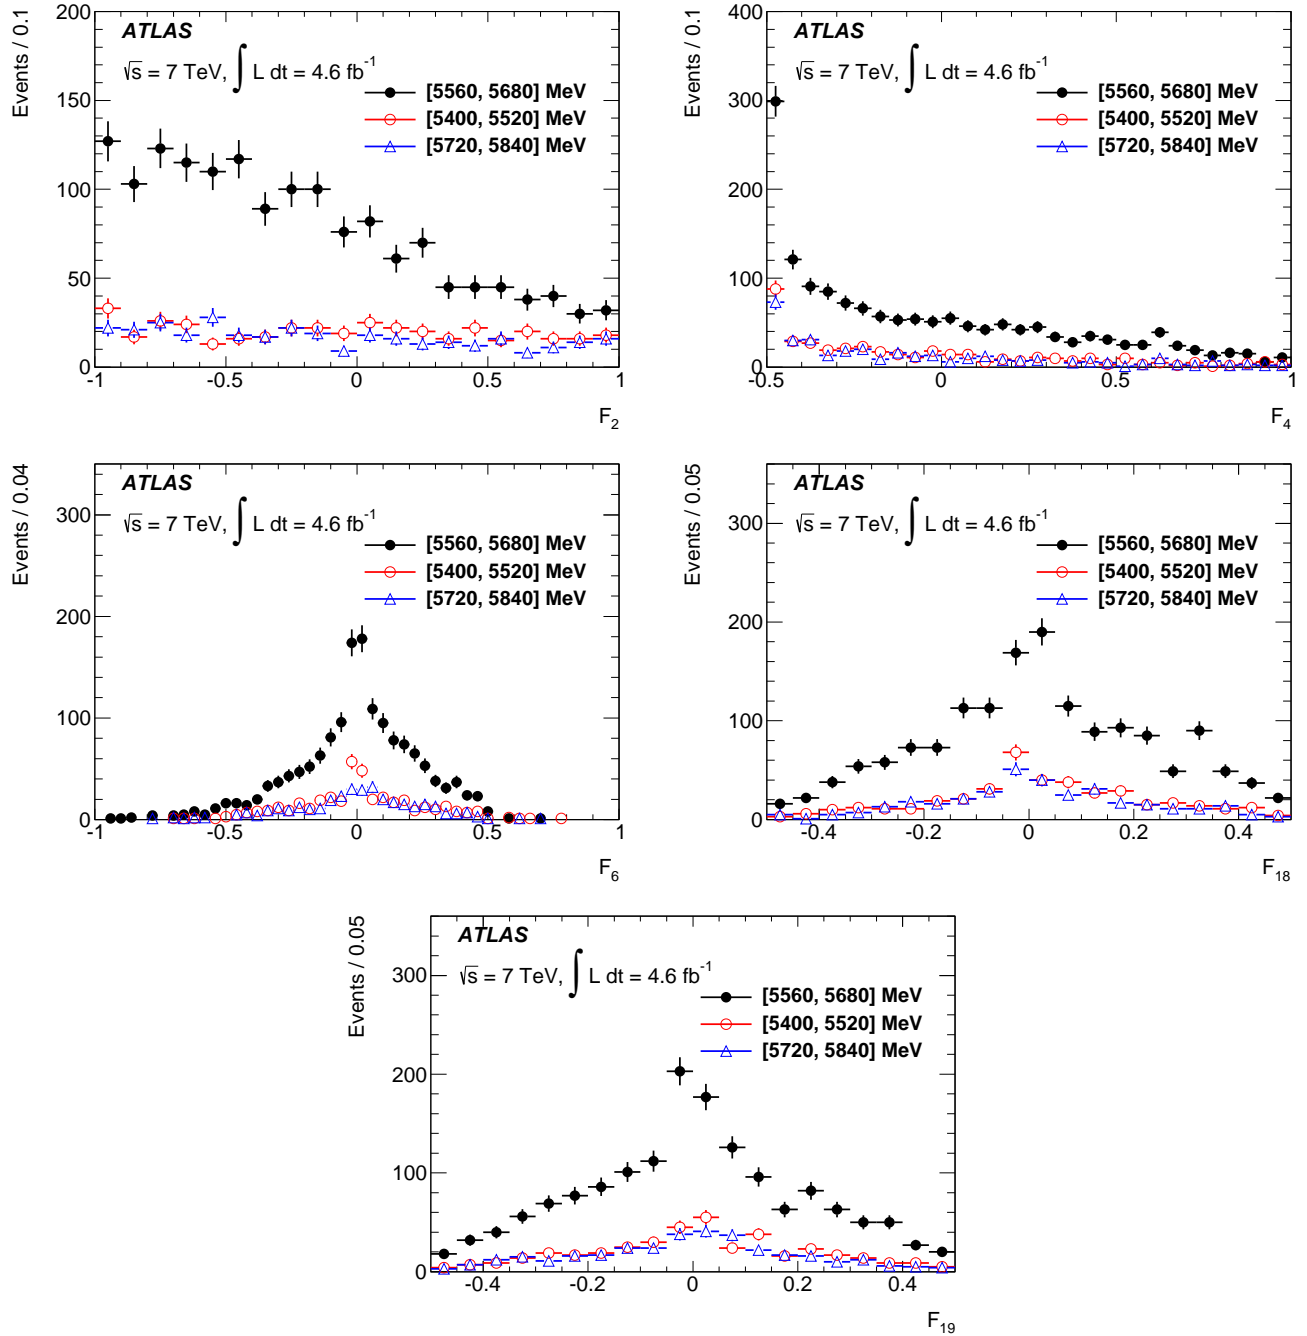 Events / 0.1
200
150
100
50
0
ATLAS
√s = 7 TeV, ∫ L dt = 4.6 fb⁻¹
[5560, 5680] MeV
[5400, 5520] MeV
[5720, 5840] MeV
-1 -0.5 0 0.5 1
F₂
Events / 0.1
400
300
200
100
0
ATLAS
√s = 7 TeV, ∫ L dt = 4.6 fb⁻¹
[5560, 5680] MeV
[5400, 5520] MeV
[5720, 5840] MeV
-0.5 0 0.5 1
F₄
Events / 0.04
300
200
100
0
ATLAS
√s = 7 TeV, ∫ L dt = 4.6 fb⁻¹
[5560, 5680] MeV
[5400, 5520] MeV
[5720, 5840] MeV
-1 -0.5 0 0.5 1
F₆
Events / 0.05
300
200
100
0
ATLAS
√s = 7 TeV, ∫ L dt = 4.6 fb⁻¹
[5560, 5680] MeV
[5400, 5520] MeV
[5720, 5840] MeV
-0.4 -0.2 0 0.2 0.4
F₁₈
Events / 0.05
300
200
100
0
ATLAS
√s = 7 TeV, ∫ L dt = 4.6 fb⁻¹
[5560, 5680] MeV
[5400, 5520] MeV
[5720, 5840] MeV
-0.4 -0.2 0 0.2 0.4
F₁₉